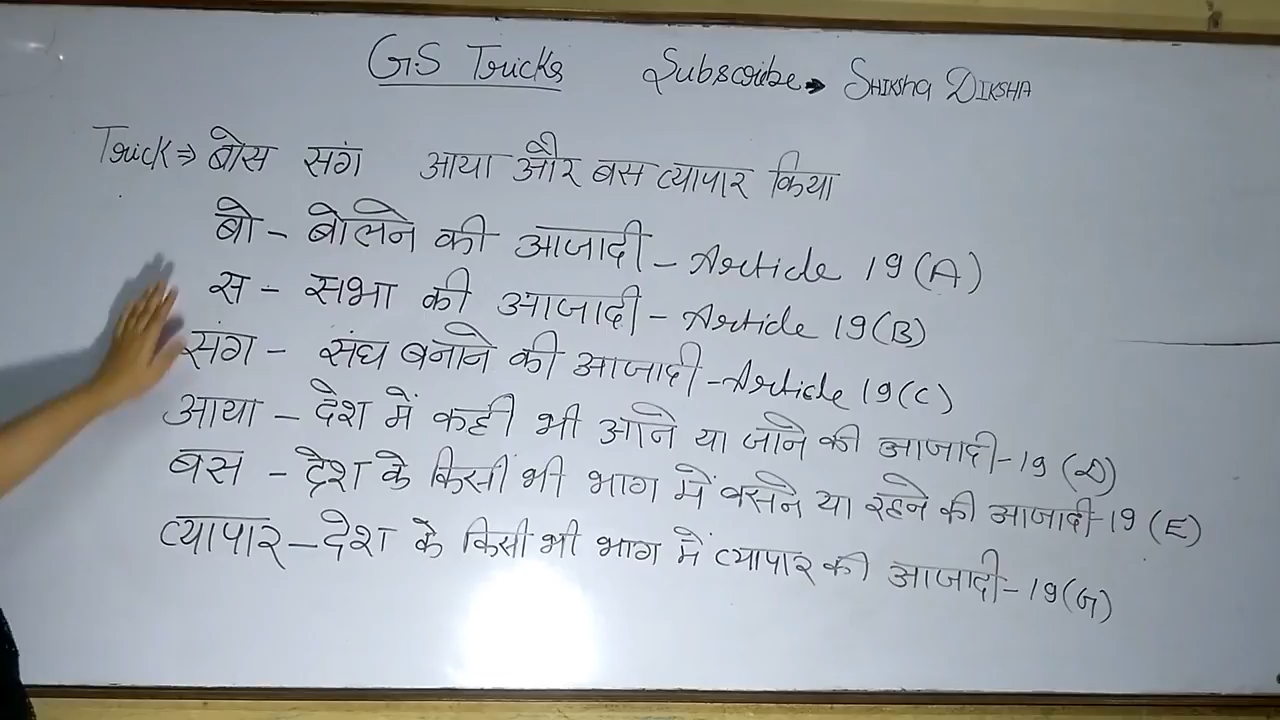 G.S Tricks Subscribe → SHIKSHA DIKSHA
Trick ⇒ बोस संग आया और बस व्यापार किया
बो - बोलने की आजादी - Article 19 (A)
स - सभा की आजादी - Article 19 (B)
संग - संघ बनाने की आजादी - Article 19 (C)
आया - देश में कही भी आने या जाने की आजादी - 19 (D)
बस - देश के किसी भी भाग में बसने या रहने की आजादी - 19 (E)
व्यापार - देश के किसी भी भाग में व्यापार की आजादी - 19 (G)